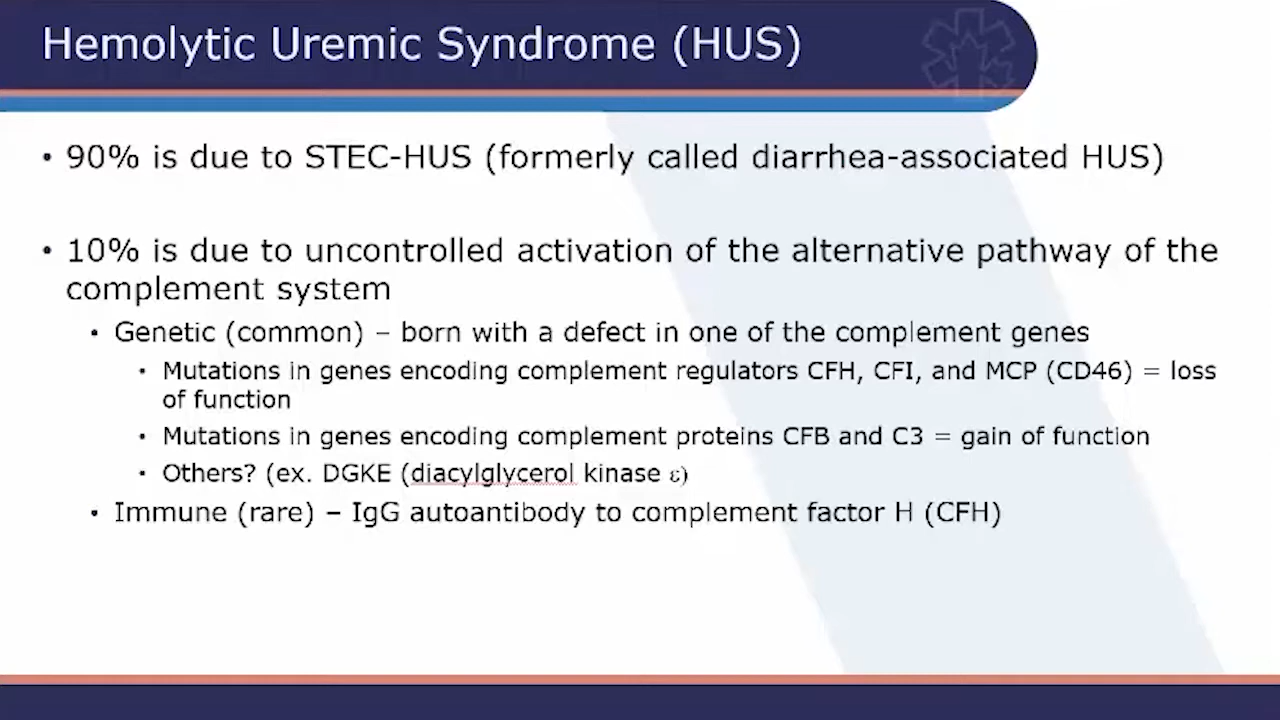 Hemolytic Uremic Syndrome (HUS)
• 90% is due to STEC-HUS (formerly called diarrhea-associated HUS)
• 10% is due to uncontrolled activation of the alternative pathway of the
complement system
• Genetic (common) – born with a defect in one of the complement genes
• Mutations in genes encoding complement regulators CFH, CFI, and MCP (CD46) = loss
of function
• Mutations in genes encoding complement proteins CFB and C3 = gain of function
• Others? (ex. DGKE (diacylglycerol kinase ε)
• Immune (rare) – IgG autoantibody to complement factor H (CFH)